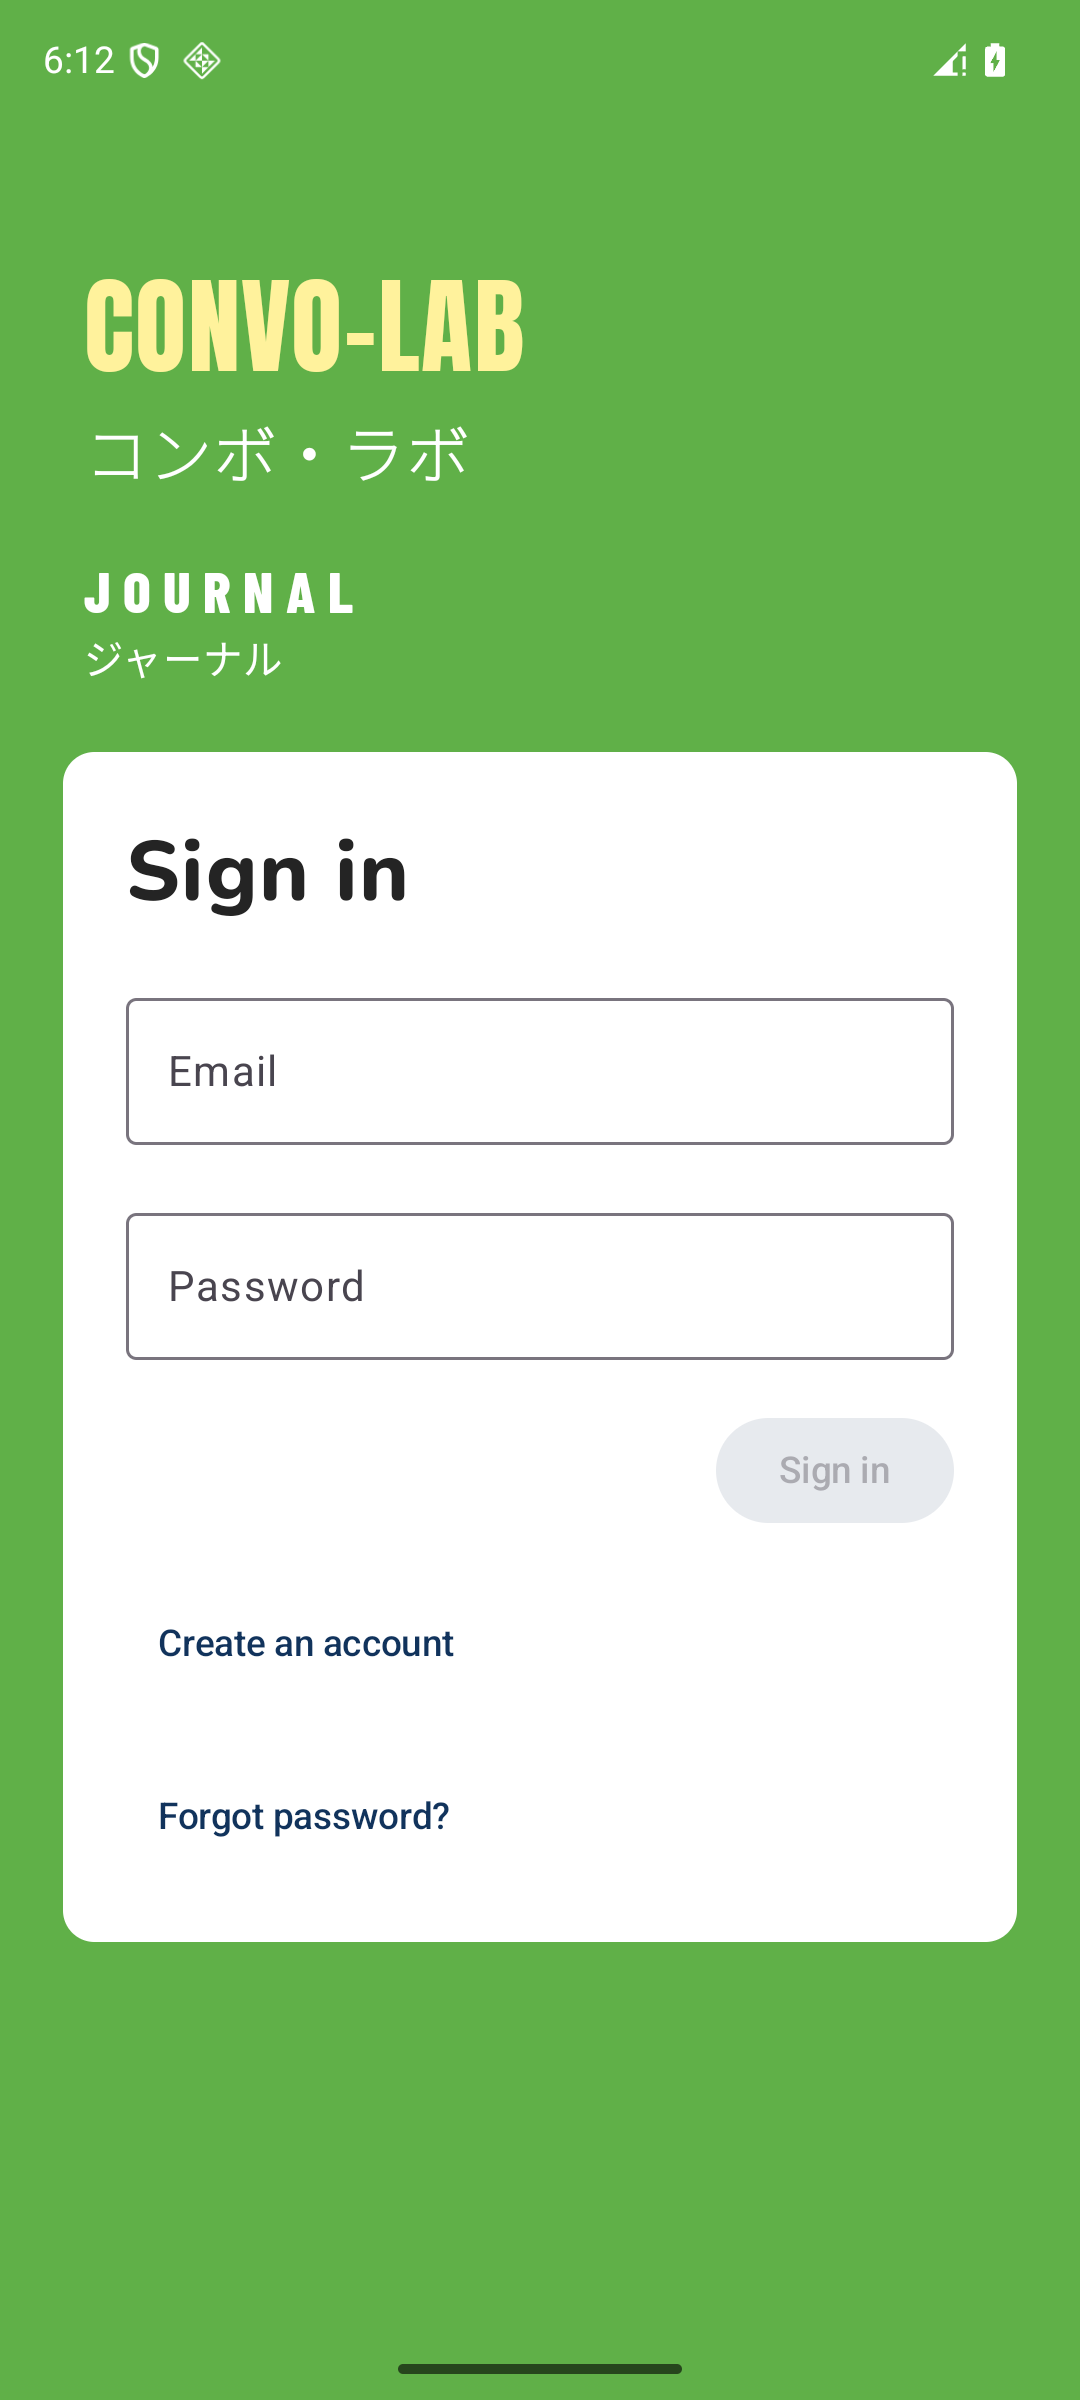 6:12
CONVO-LAB
コンボ・ラボ
JOURNAL
ジャーナル
Sign in
Email
Password
Sign in
Create an account
Forgot password?